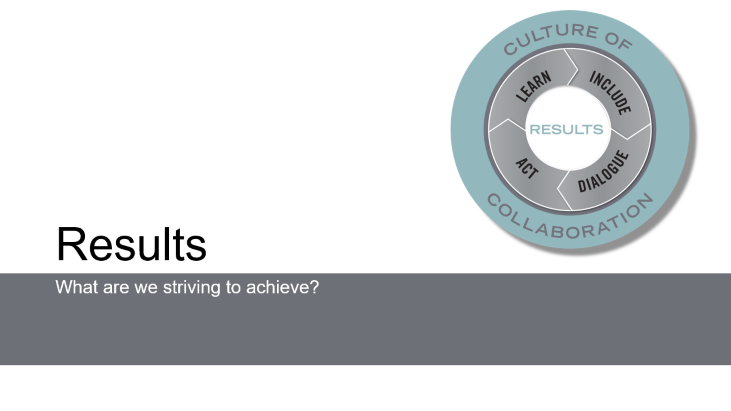 CULTURE OF
LEARN
INCLUDE
RESULTS
ACT
DIALOGUE
COLLABORATION
Results
What are we striving to achieve?